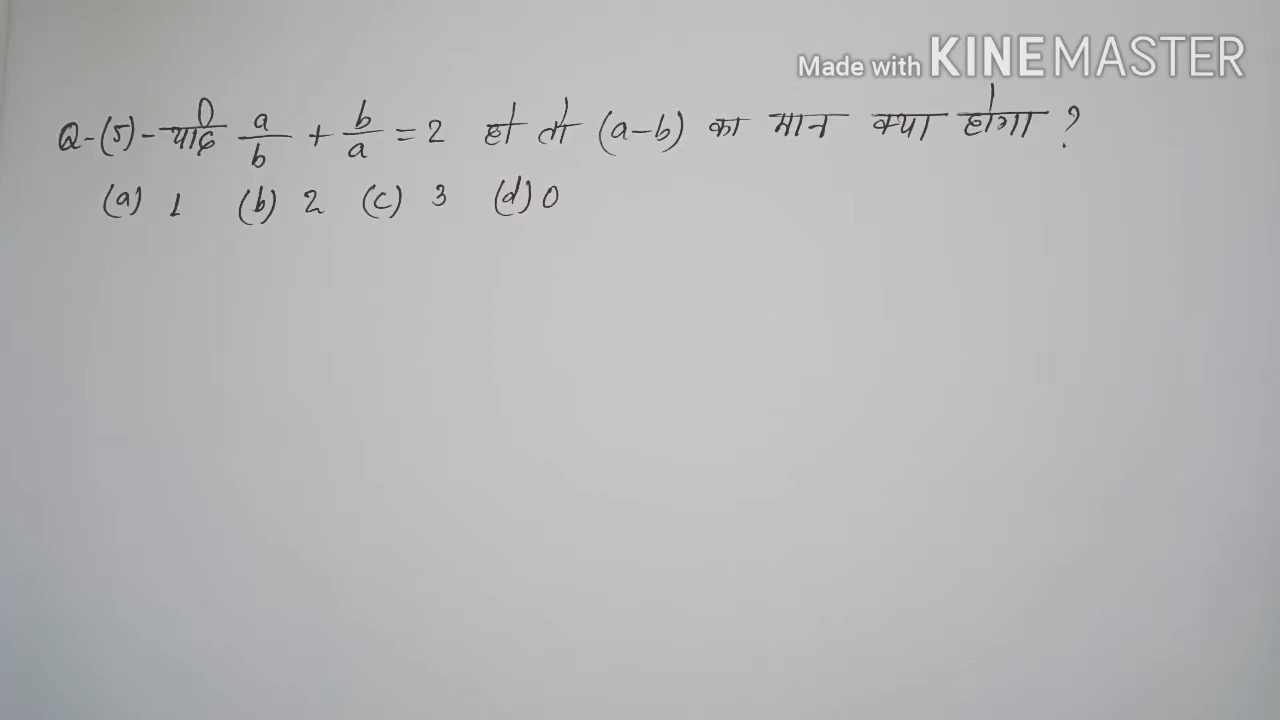 Made with KINEMASTER
Q-(5)- यदि a/b + b/a = 2 हो तो (a-b) का मान क्या होगा ?
(a) 1 (b) 2 (c) 3 (d) 0